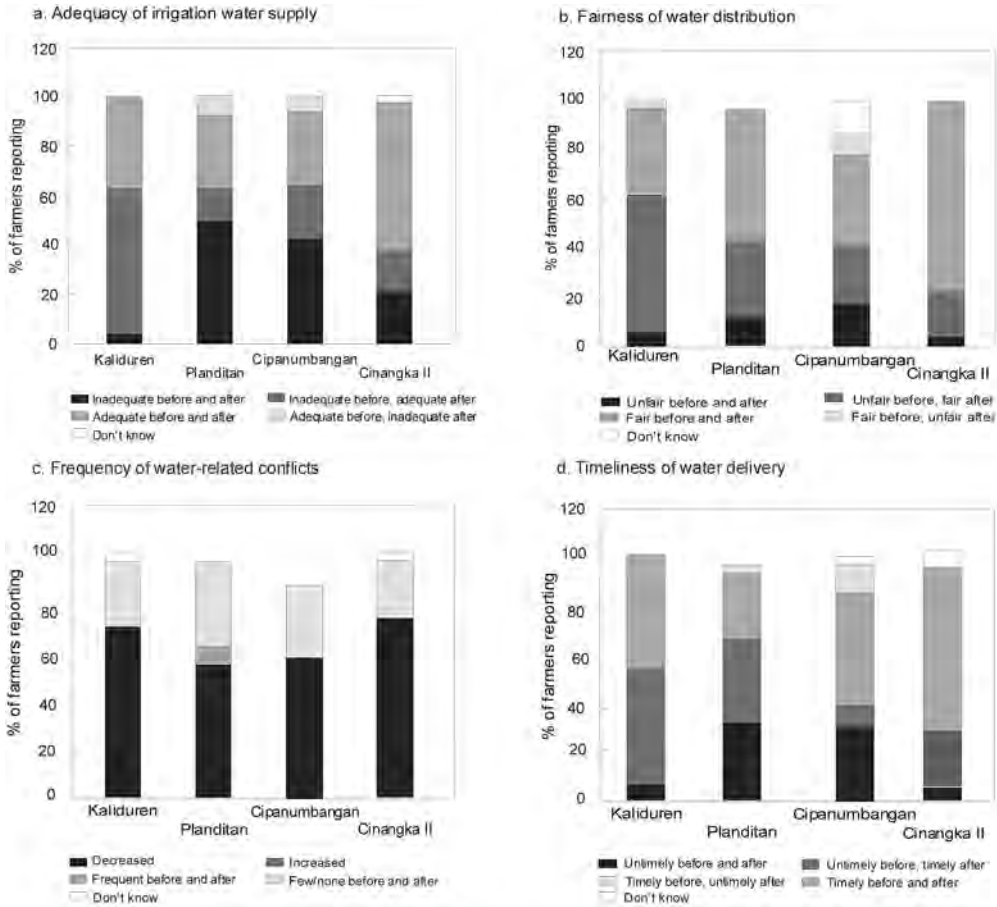 a. Adequacy of irrigation water supply
120
100
80
60
40
20
0
% of farmers reporting
Kaliduren
Planditan
Cipanumbangan
Cinangka II
Inadequate before and after
Inadequate before, adequate after
Adequate before and after
Adequate before, inadequate after
Don't know
b. Fairness of water distribution
120
100
80
60
40
20
0
% of farmers reporting
Kaliduren
Planditan
Cipanumbangan
Cinangka II
Unfair before and after
Unfair before, fair after
Fair before and after
Fair before, unfair after
Don't know
c. Frequency of water-related conflicts
120
100
80
60
40
20
0
% of farmers reporting
Kaliduren
Planditan
Cipanumbangan
Cinangka II
Decreased
Increased
Frequent before and after
Few/none before and after
Don't know
d. Timeliness of water delivery
120
100
80
60
40
20
0
% of farmers reporting
Kaliduren
Planditan
Cipanumbangan
Cinangka II
Untimely before and after
Untimely before, timely after
Timely before, untimely after
Timely before and after
Don't know